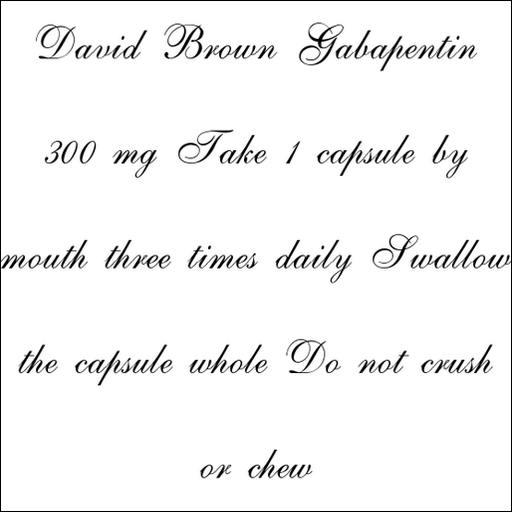 David Brown Gabapentin
300 mg Take 1 capsule by
mouth three times daily Swallow
the capsule whole Do not crush
or chew